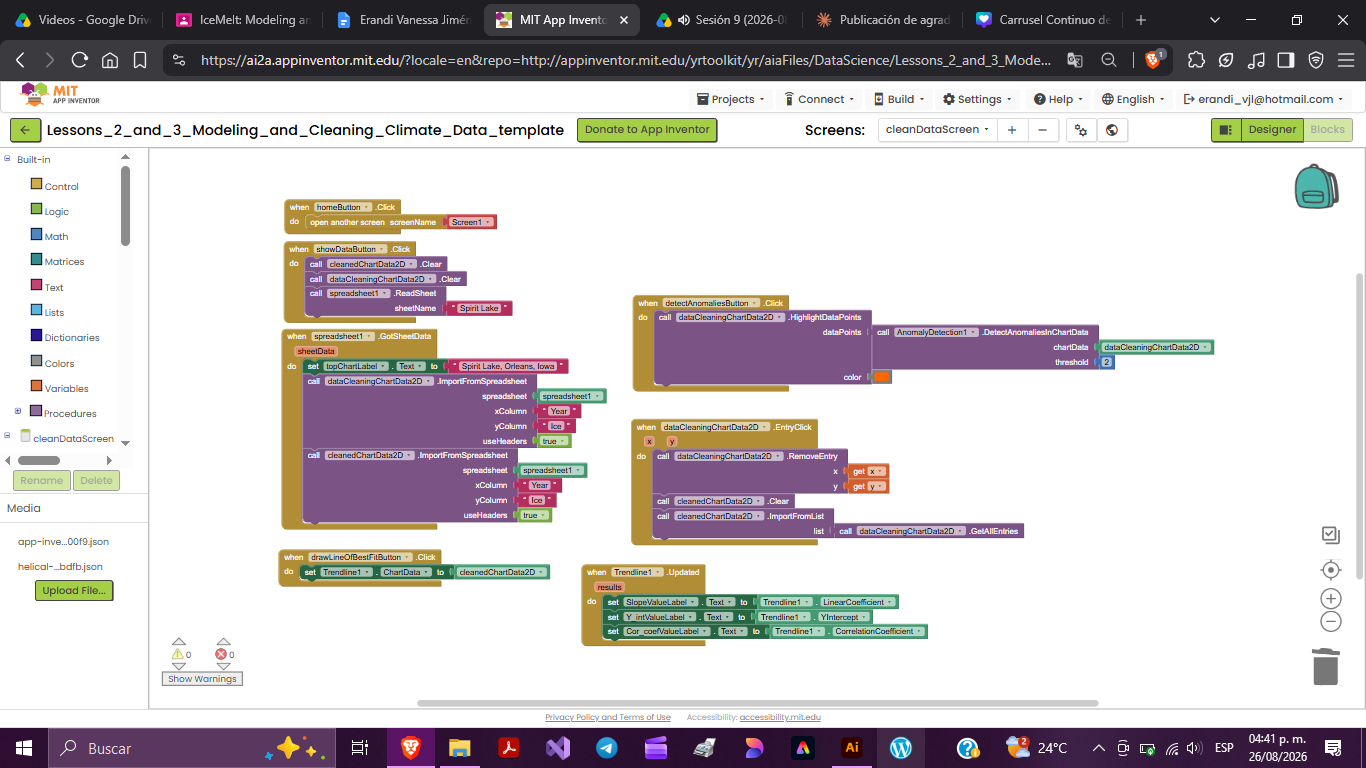 Videos - Google Driv
IceMelt: Modeling an
Erandi Vanessa Jimén
MIT App Invento
Sesión 9 (2026-08
Publicación de agrad
Carrusel Continuo de
https://ai2a.appinventor.mit.edu/?locale=en&repo=http://appinventor.mit.edu/yrtoolkit/yr/aiaFiles/DataScience/Lessons_2_and_3_Mode...
1
MIT
APP INVENTOR
Projects
Connect
Build
Settings
Help
English
erandi_vjl@hotmail.com
Lessons_2_and_3_Modeling_and_Cleaning_Climate_Data_template
Donate to App Inventor
Screens:
cleanDataScreen
+
−
Designer
Blocks
Built-in
Control
Logic
Math
Matrices
Text
Lists
Dictionaries
Colors
Variables
Procedures
cleanDataScreen
Rename
Delete
Media
app-inve...00f9.json
helical-...bdfb.json
Upload File...
when homeButton .Click
do open another screen screenName Screen1
when showDataButton .Click
do call cleanedChartData2D .Clear
call dataCleaningChartData2D .Clear
call spreadsheet1 .ReadSheet
sheetName " Spirit Lake "
when spreadsheet1 .GotSheetData
sheetData
do set topChartLabel . Text to " Spirit Lake, Orleans, Iowa "
call dataCleaningChartData2D .ImportFromSpreadsheet
spreadsheet spreadsheet1
xColumn " Year "
yColumn " Ice "
useHeaders true
call cleanedChartData2D .ImportFromSpreadsheet
spreadsheet spreadsheet1
xColumn " Year "
yColumn " Ice "
useHeaders true
when drawLineOfBestFitButton .Click
do set Trendline1 . ChartData to cleanedChartData2D
when detectAnomaliesButton .Click
do call dataCleaningChartData2D .HighlightDataPoints
dataPoints call AnomalyDetection1 .DetectAnomaliesInChartData
chartData dataCleaningChartData2D
threshold 2
color
when dataCleaningChartData2D .EntryClick
x y
do call dataCleaningChartData2D .RemoveEntry
x get x
y get y
call cleanedChartData2D .Clear
call cleanedChartData2D .ImportFromList
list call dataCleaningChartData2D .GetAllEntries
when Trendline1 .Updated
results
do set SlopeValueLabel . Text to Trendline1 . LinearCoefficient
set Y_intValueLabel . Text to Trendline1 . YIntercept
set Cor_coefValueLabel . Text to Trendline1 . CorrelationCoefficient
0
0
Show Warnings
Privacy Policy and Terms of Use
Accessibility: accessibility.mit.edu
Buscar
Ai
2
24°C
ESP
04:41 p. m.
26/08/2026